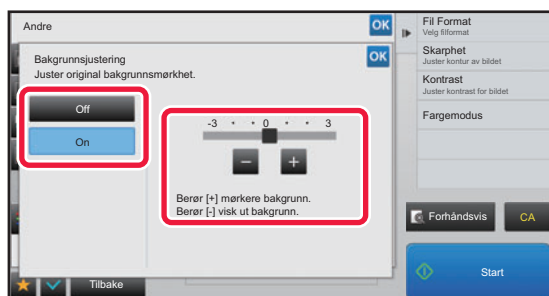 Andre
OK
Bakgrunnsjustering
OK
Juster original bakgrunnsmørkhet.
Off
On
-3 0 3
− +
Berør [+] mørkere bakgrunn.
Berør [-] visk ut bakgrunn.
Tilbake
Fil Format
Velg filformat
Skarphet
Juster kontur av bildet
Kontrast
Juster kontrast for bildet
Fargemodus
Forhåndsvis
CA
Start